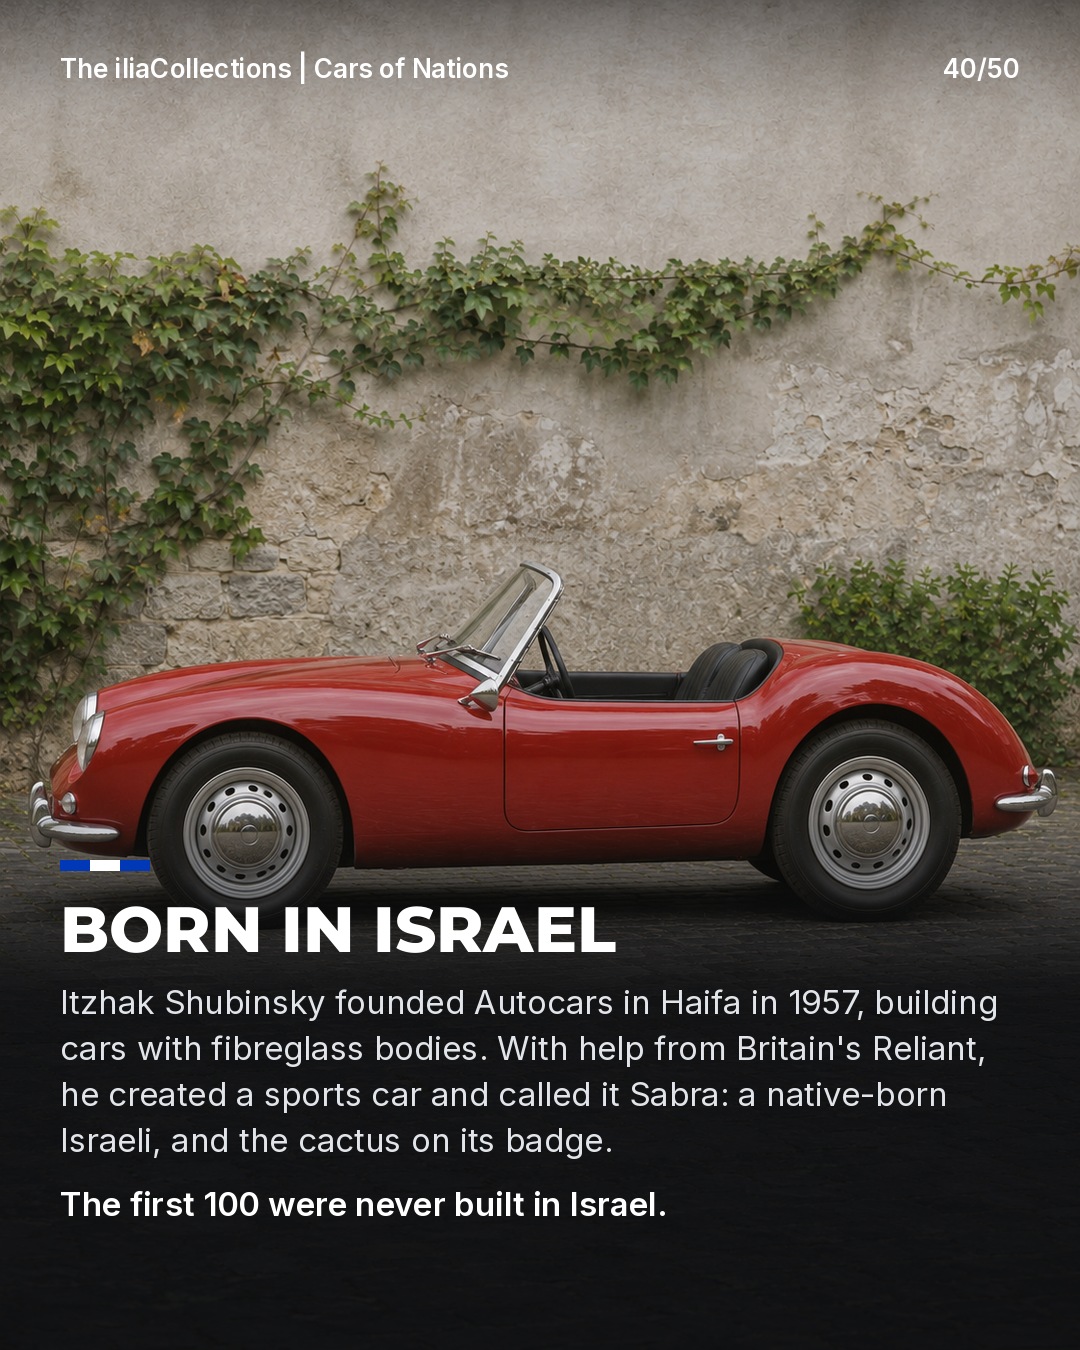 The iliaCollections | Cars of Nations
40/50
BORN IN ISRAEL
Itzhak Shubinsky founded Autocars in Haifa in 1957, building
cars with fibreglass bodies. With help from Britain's Reliant,
he created a sports car and called it Sabra: a native-born
Israeli, and the cactus on its badge.
The first 100 were never built in Israel.